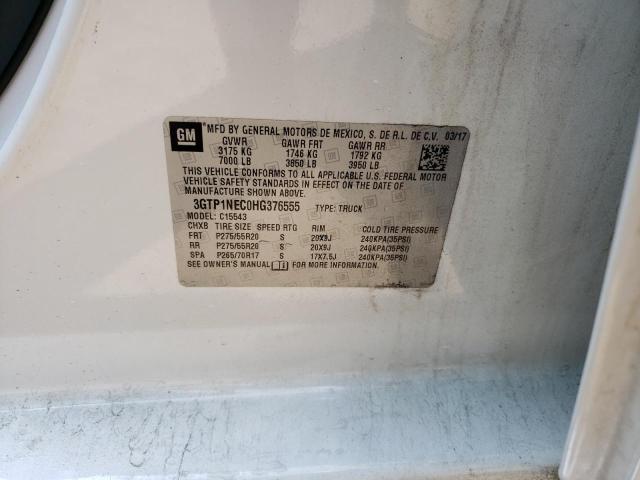 GM
*MFD BY GENERAL MOTORS DE MEXICO, S. DE R.L. DE C.V. 03/17
GVWR GAWR FRT GAWR RR
3175 KG 1746 KG 1792 KG
7000 LB 3850 LB 3950 LB
THIS VEHICLE CONFORMS TO ALL APPLICABLE U.S. FEDERAL MOTOR
VEHICLE SAFETY STANDARDS IN EFFECT ON THE DATE OF
MANUFACTURE SHOWN ABOVE.
3GTP1NEC0HG376555 TYPE: TRUCK
MODEL: C15543
CHXB TIRE SIZE SPEED RTG RIM COLD TIRE PRESSURE
FRT P275/55R20 S 20X9J 240KPA(35PSI)
RR P275/55R20 S 20X9J 240KPA(35PSI)
SPA P265/70R17 S 17X7.5J 240KPA(35PSI)
SEE OWNER'S MANUAL FOR MORE INFORMATION.